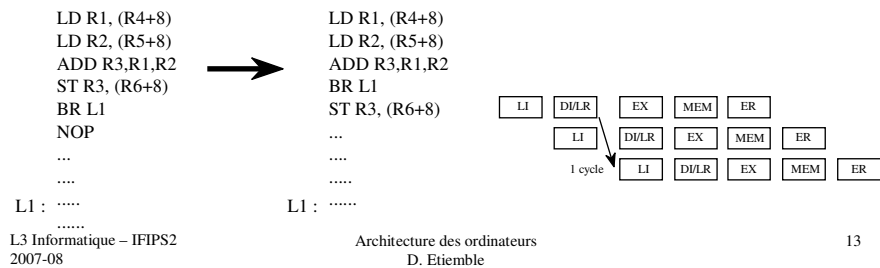 LD R1, (R4+8)
LD R2, (R5+8)
ADD R3,R1,R2
ST R3, (R6+8)
BR L1
NOP
...
....
....
L1 : .....
......
LD R1, (R4+8)
LD R2, (R5+8)
ADD R3,R1,R2
BR L1
ST R3, (R6+8)
...
....
.....
L1 : ......
LI DI/LR EX MEM ER
LI DI/LR EX MEM ER
1 cycle LI DI/LR EX MEM ER
L3 Informatique – IFIPS2
2007-08
Architecture des ordinateurs
D. Etiemble
13